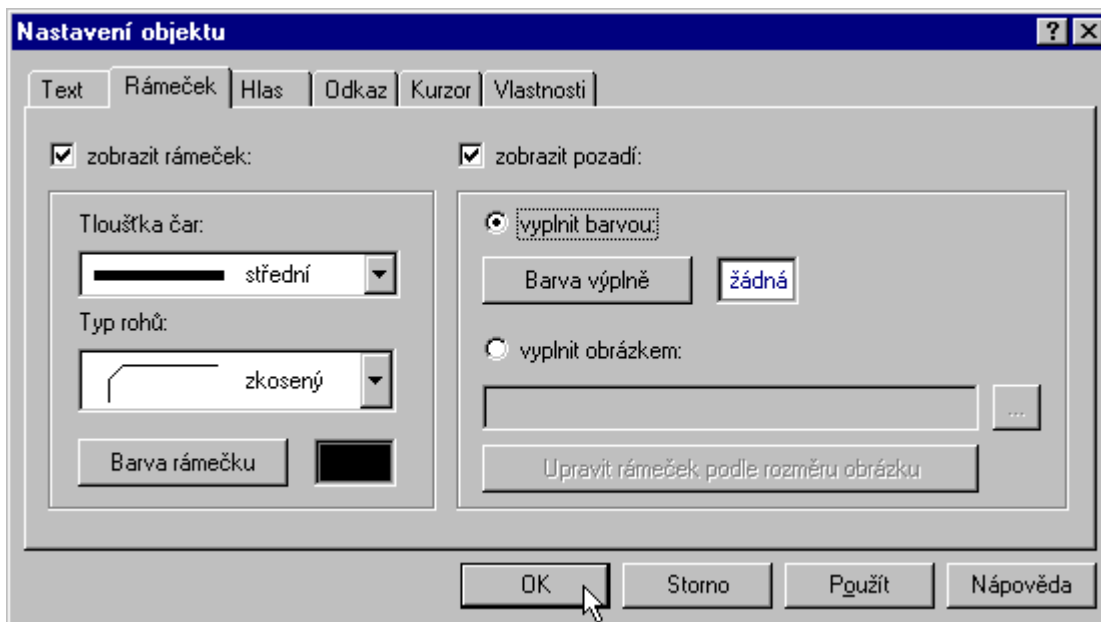 Nastavení objektu
Text Rámeček Hlas Odkaz Kurzor Vlastnosti
zobrazit rámeček:
Tloušťka čar:
střední
Typ rohů:
zkosený
Barva rámečku
zobrazit pozadí:
vyplnit barvou:
Barva výplně žádná
vyplnit obrázkem:
...
Upravit rámeček podle rozměru obrázku
OK Storno Použít Nápověda